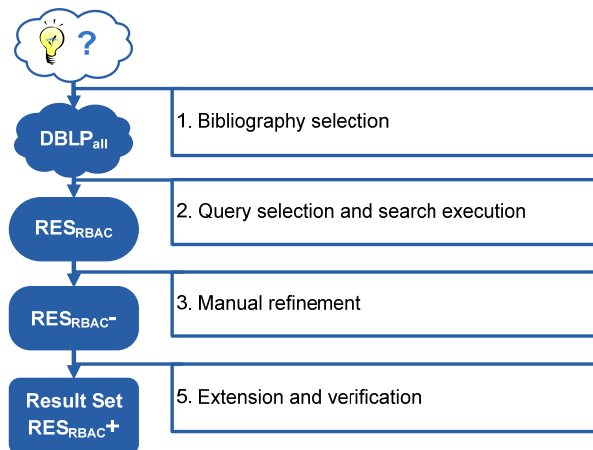 ?
1. Bibliography selection
DBLPall
2. Query selection and search execution
RESRBAC
3. Manual refinement
RESRBAC-
5. Extension and verification
Result Set
RESRBAC+